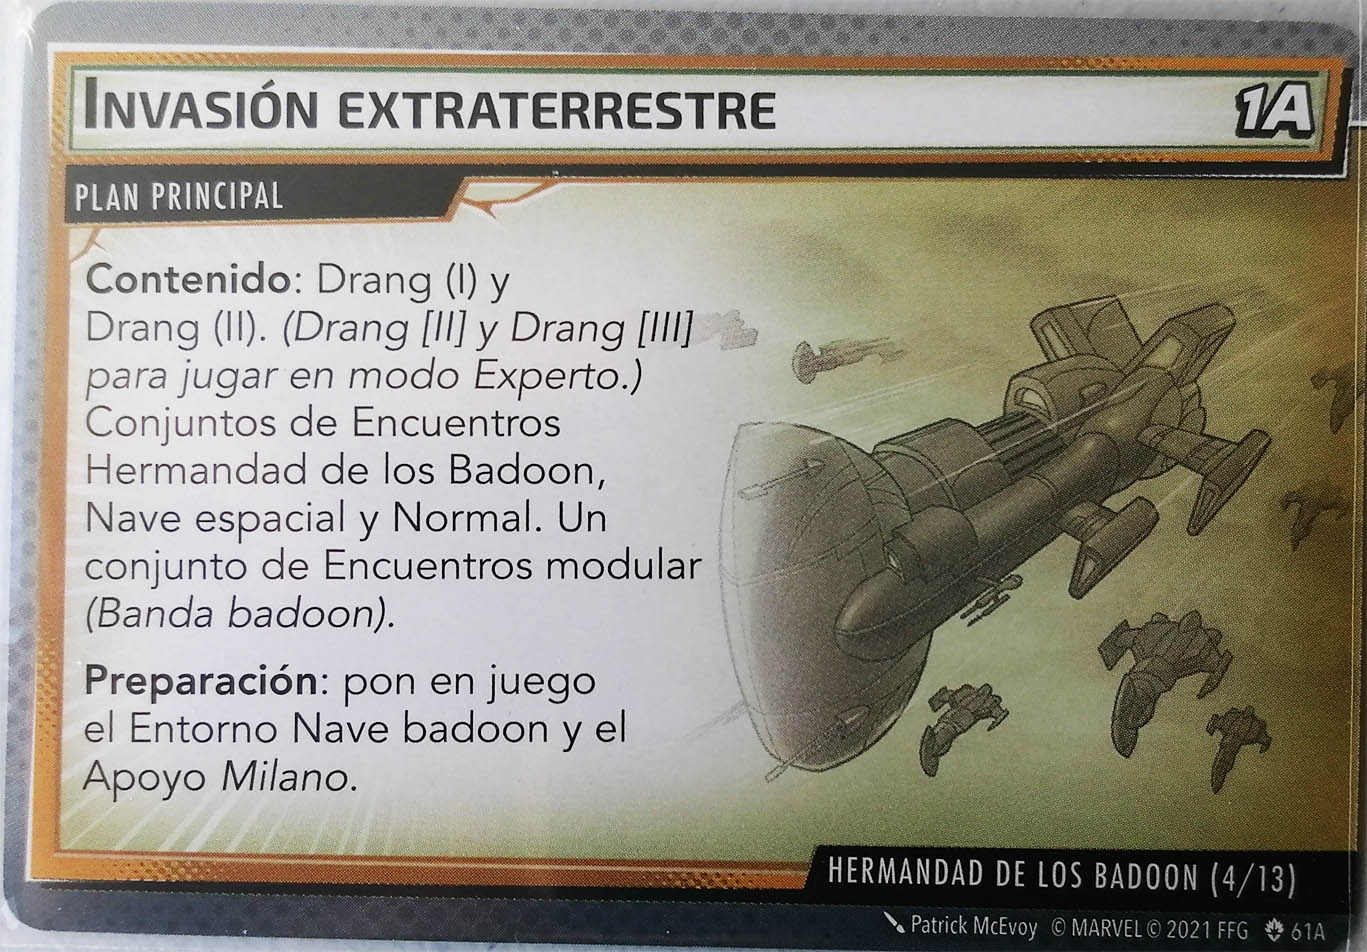 INVASIÓN EXTRATERRESTRE
1A
PLAN PRINCIPAL
Contenido: Drang (I) y
Drang (II). (Drang [II] y Drang [III]
para jugar en modo Experto.)
Conjuntos de Encuentros
Hermandad de los Badoon,
Nave espacial y Normal. Un
conjunto de Encuentros modular
(Banda badoon).
Preparación: pon en juego
el Entorno Nave badoon y el
Apoyo Milano.
HERMANDAD DE LOS BADOON (4/13)
Patrick McEvoy © MARVEL © 2021 FFG 61A